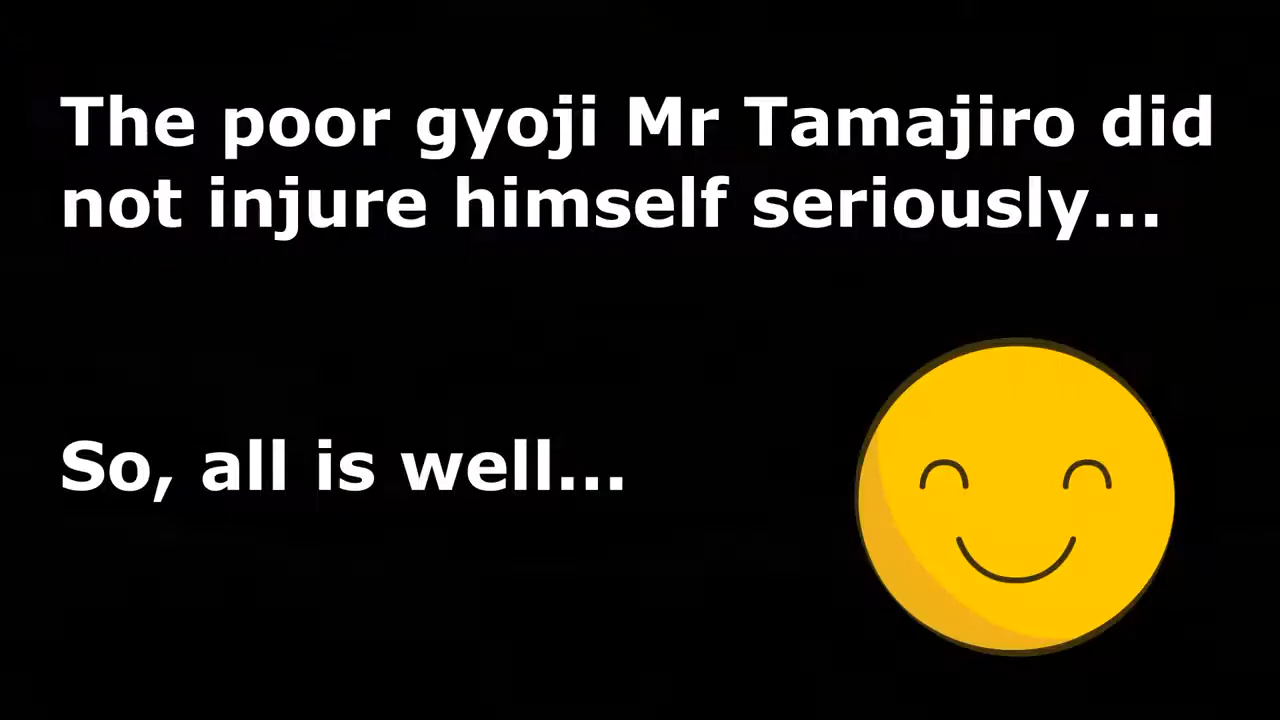 The poor gyoji Mr Tamajiro did
not injure himself seriously...
So, all is well...